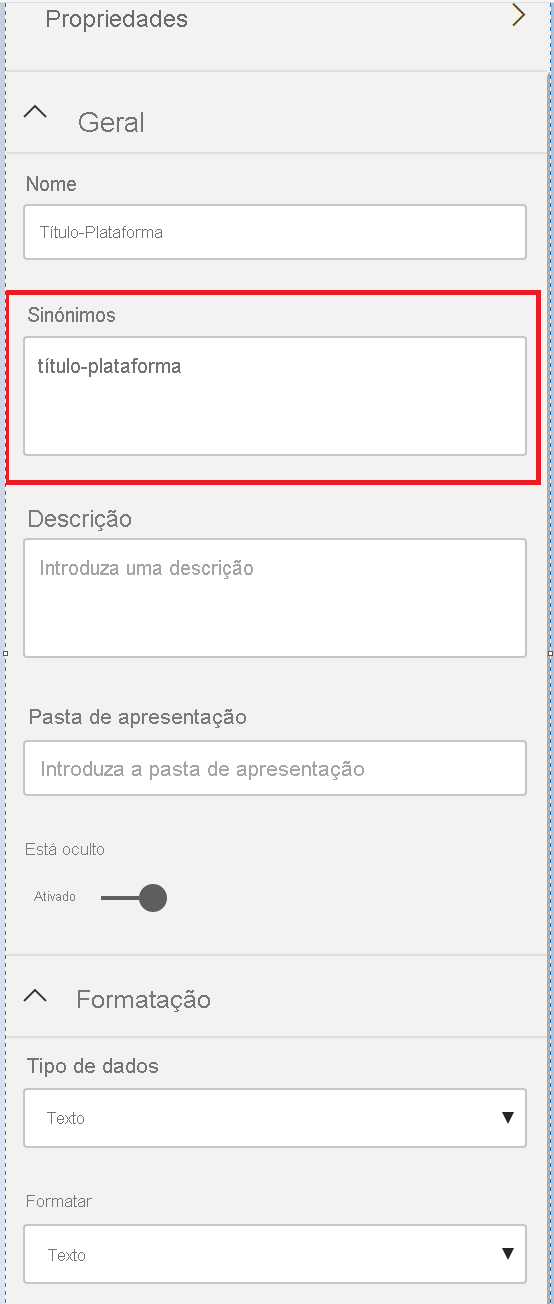 Propriedades
Geral
Nome
Título-Plataforma
Sinónimos
título-plataforma
Descrição
Introduza uma descrição
Pasta de apresentação
Introduza a pasta de apresentação
Está oculto
Ativado
Formatação
Tipo de dados
Texto
Formatar
Texto